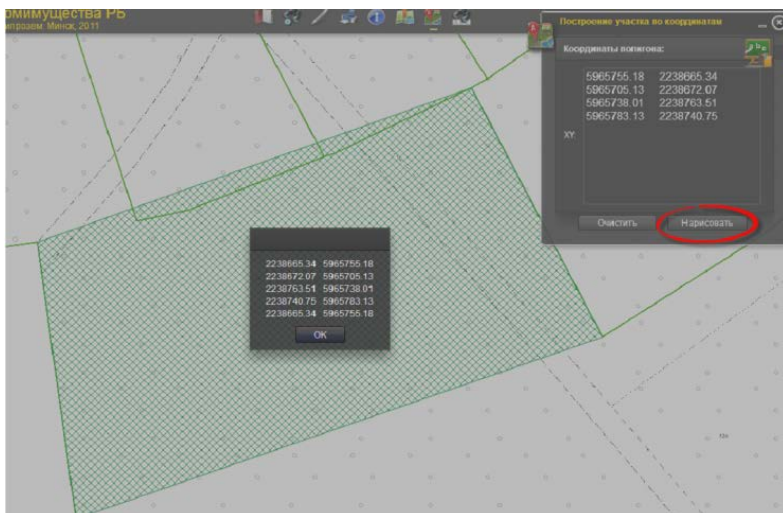 рмимущества РБ
ипрозем. Минск, 2011
Построение участка по координатам
Координаты полигона:
5965755.18 2238665.34
5965705.13 2238672.07
5965738.01 2238763.51
5965783.13 2238740.75
XY:
Очистить Нарисовать
2238665.34 5965755.18
2238672.07 5965705.13
2238763.51 5965738.01
2238740.75 5965783.13
2238665.34 5965755.18
OK